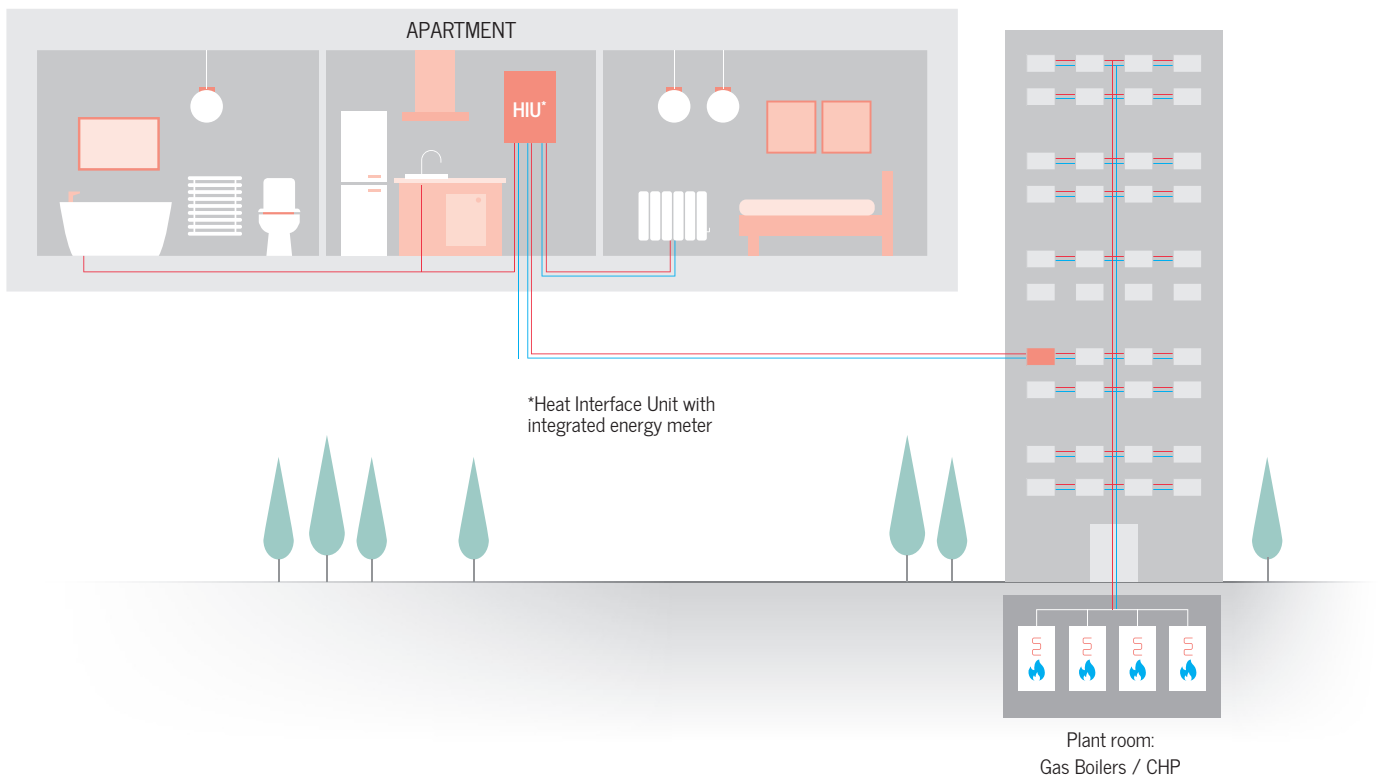 APARTMENT
HIU*
*Heat Interface Unit with
integrated energy meter
Plant room:
Gas Boilers / CHP